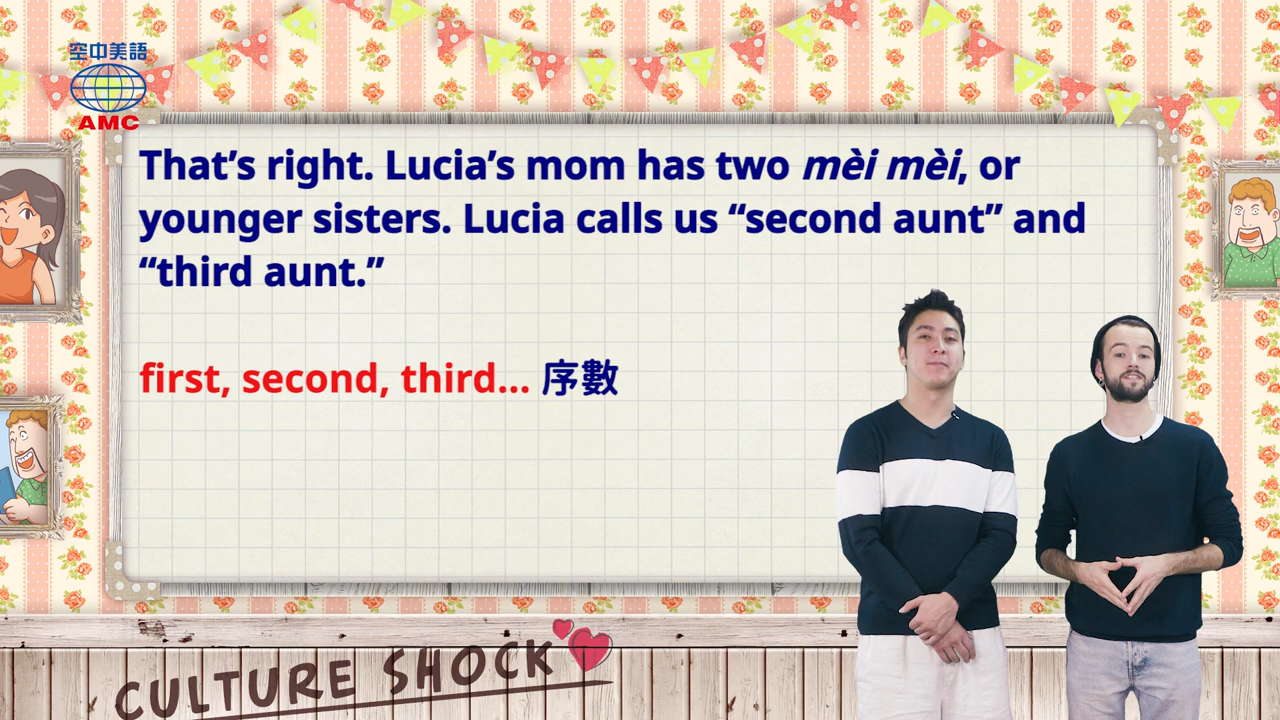 空中美語
AMC
That’s right. Lucia’s mom has two mèi mèi, or
younger sisters. Lucia calls us “second aunt” and
“third aunt.”
first, second, third... 序數
CULTURE SHOCK